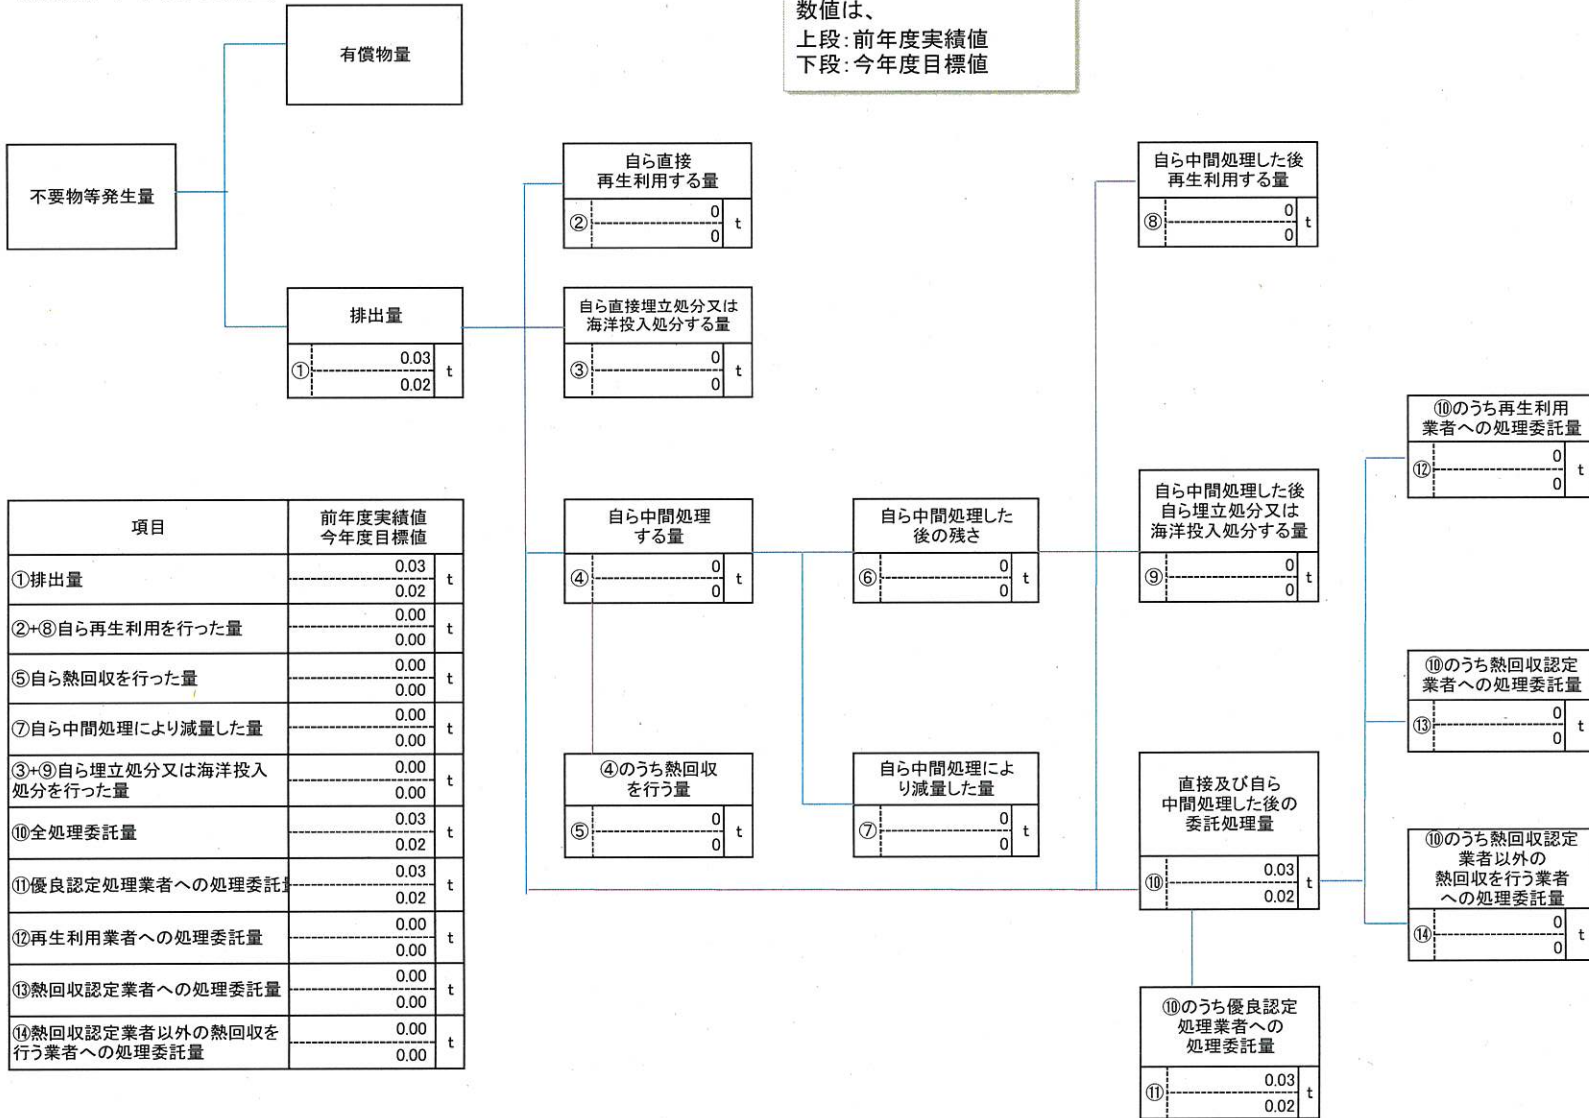 数値は、
上段:前年度実績値
下段:今年度目標値
有償物量
不要物等発生量
排出量
①
0.03
0.02
t
自ら直接
再生利用する量
②
0
0
t
自ら直接埋立処分又は
海洋投入処分する量
③
0
0
t
自ら中間処理
する量
④
0
0
t
④のうち熱回収
を行う量
⑤
0
0
t
自ら中間処理した
後の残さ
⑥
0
0
t
自ら中間処理によ
り減量した量
⑦
0
0
t
自ら中間処理した後
再生利用する量
⑧
0
0
t
自ら中間処理した後
自ら埋立処分又は
海洋投入処分する量
⑨
0
0
t
直接及び自ら
中間処理した後の
委託処理量
⑩
0.03
0.02
t
⑩のうち優良認定
処理業者への
処理委託量
⑪
0.03
0.02
t
⑩のうち再生利用
業者への処理委託量
⑫
0
0
t
⑩のうち熱回収認定
業者への処理委託量
⑬
0
0
t
⑩のうち熱回収認定
業者以外の
熱回収を行う業者
への処理委託量
⑭
0
0
t
項目
前年度実績値
今年度目標値
①排出量
0.03
0.02
t
②+⑧自ら再生利用を行った量
0.00
0.00
t
⑤自ら熱回収を行った量
0.00
0.00
t
⑦自ら中間処理により減量した量
0.00
0.00
t
③+⑨自ら埋立処分又は海洋投入
処分を行った量
0.00
0.00
t
⑩全処理委託量
0.03
0.02
t
⑪優良認定処理業者への処理委託
0.03
0.02
t
⑫再生利用業者への処理委託量
0.00
0.00
t
⑬熱回収認定業者への処理委託量
0.00
0.00
t
⑭熱回収認定業者以外の熱回収を
行う業者への処理委託量
0.00
0.00
t